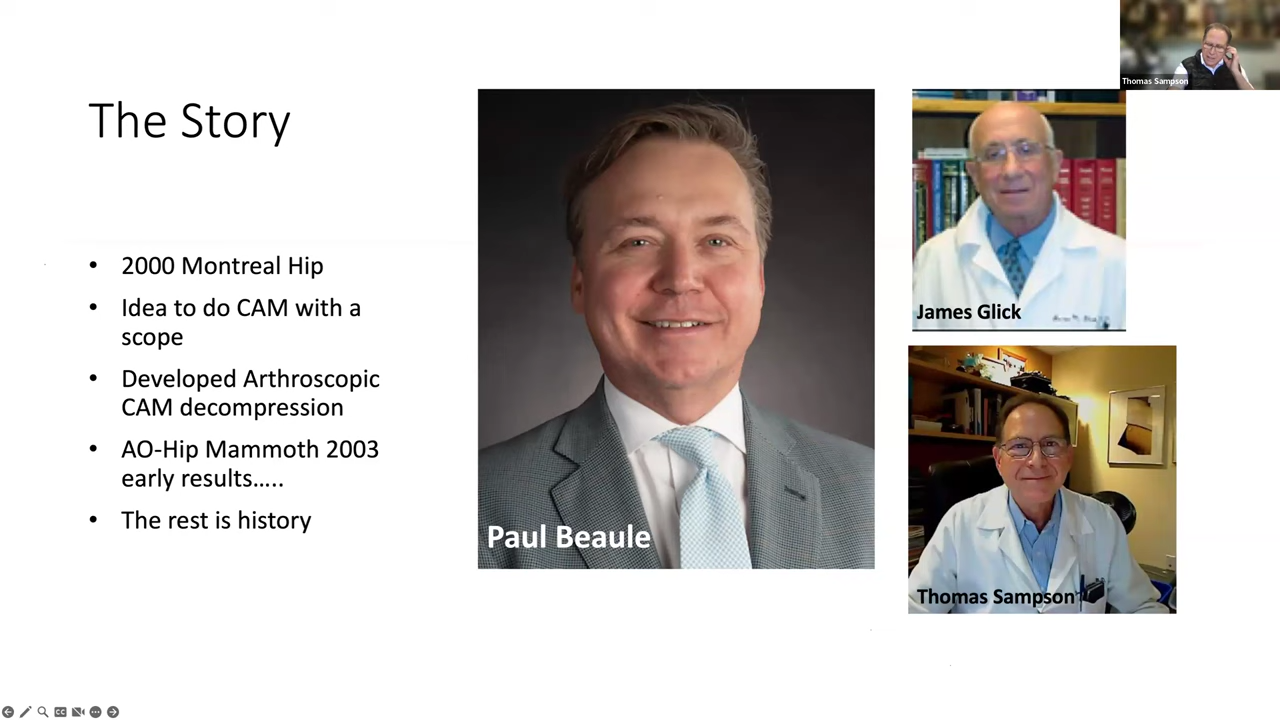 Thomas Sampson
The Story
• 2000 Montreal Hip
• Idea to do CAM with a
scope
• Developed Arthroscopic
CAM decompression
• AO-Hip Mammoth 2003
early results…..
• The rest is history
Paul Beaule
James Glick
Thomas Sampson
CC